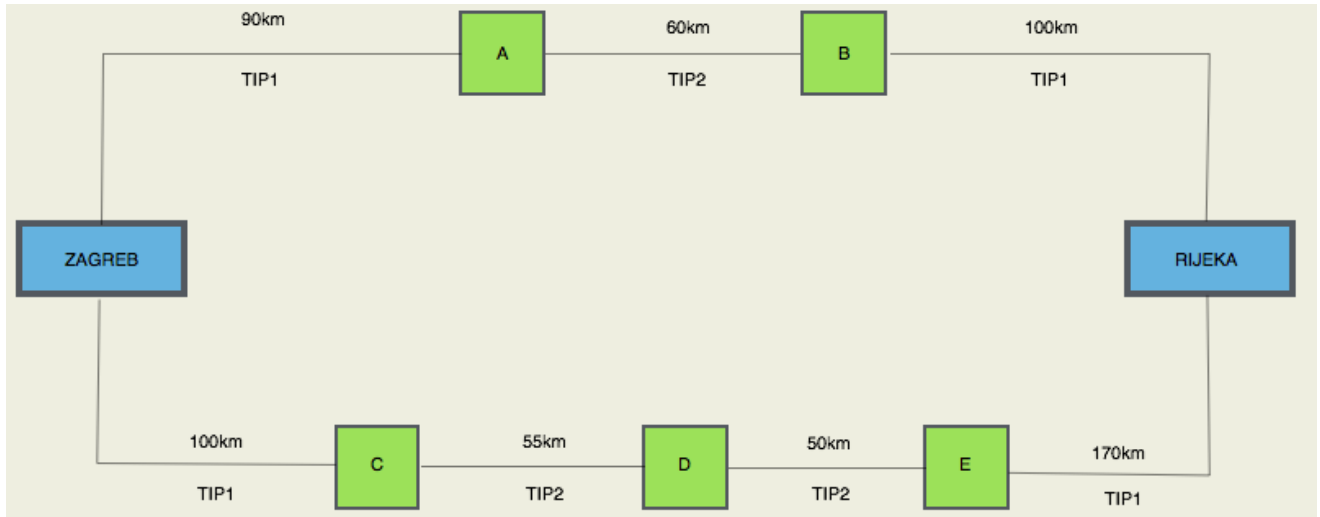 90km
60km
100km
A
B
TIP1
TIP2
TIP1
ZAGREB
RIJEKA
100km
55km
50km
170km
C
D
E
TIP1
TIP2
TIP2
TIP1